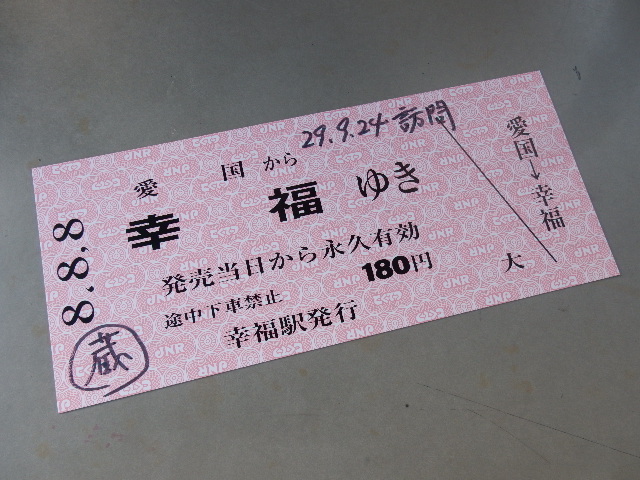 29.9.24 訪問
愛国から
幸福ゆき
発売当日から永久有効
途中下車禁止 180円
幸福駅発行
8.8.8
蔵
愛国→幸福
大